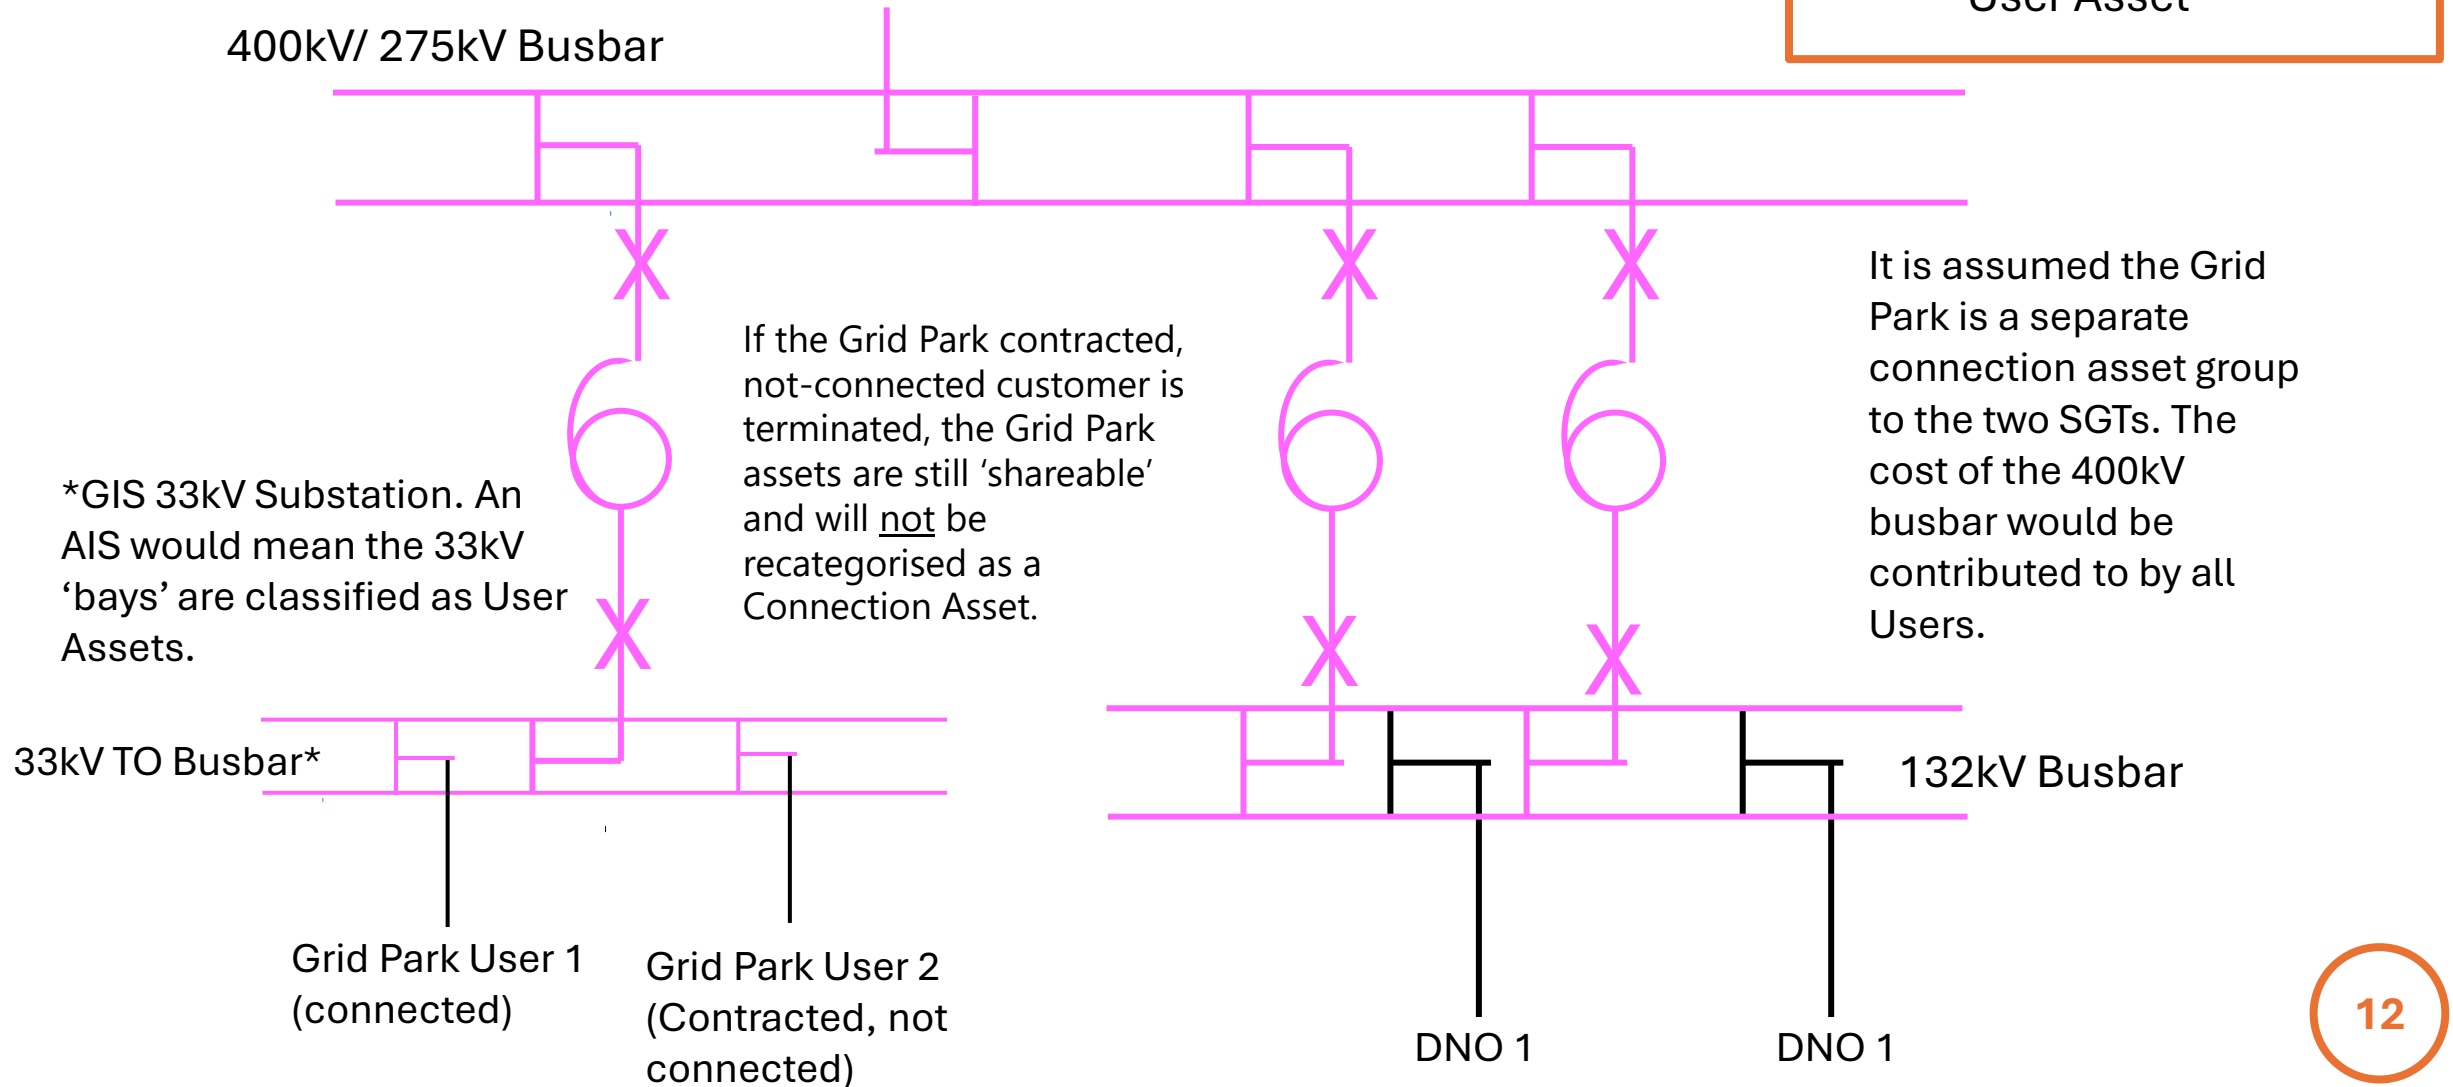 User Asset
400kV/ 275kV Busbar
It is assumed the Grid
Park is a separate
connection asset group
to the two SGTs. The
cost of the 400kV
busbar would be
contributed to by all
Users.
If the Grid Park contracted,
not-connected customer is
terminated, the Grid Park
assets are still ‘shareable’
and will not be
recategorised as a
Connection Asset.
*GIS 33kV Substation. An
AIS would mean the 33kV
‘bays’ are classified as User
Assets.
33kV TO Busbar*
132kV Busbar
Grid Park User 1
(connected)
Grid Park User 2
(Contracted, not
connected)
DNO 1
DNO 1
12